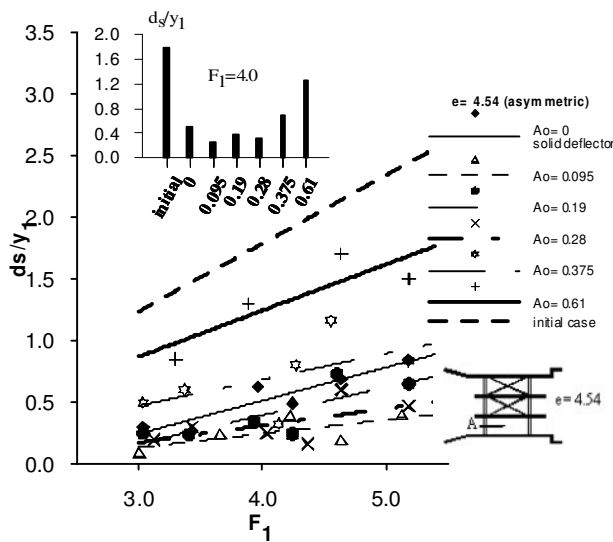 ds/y1
3.5
3.0
2.5
2.0
1.5
1.0
0.5
0.0
3.0 4.0 5.0
F1
ds/y1
2.0
1.6
1.2
0.8
0.4
0.0
F1=4.0
initial 0 0.095 0.19 0.28 0.375 0.61
e= 4.54 (asym metric)
Ao= 0
solid deflector
Ao= 0.095
Ao= 0.19
Ao= 0.28
Ao= 0.375
Ao= 0.61
initial case
A
e=4.54